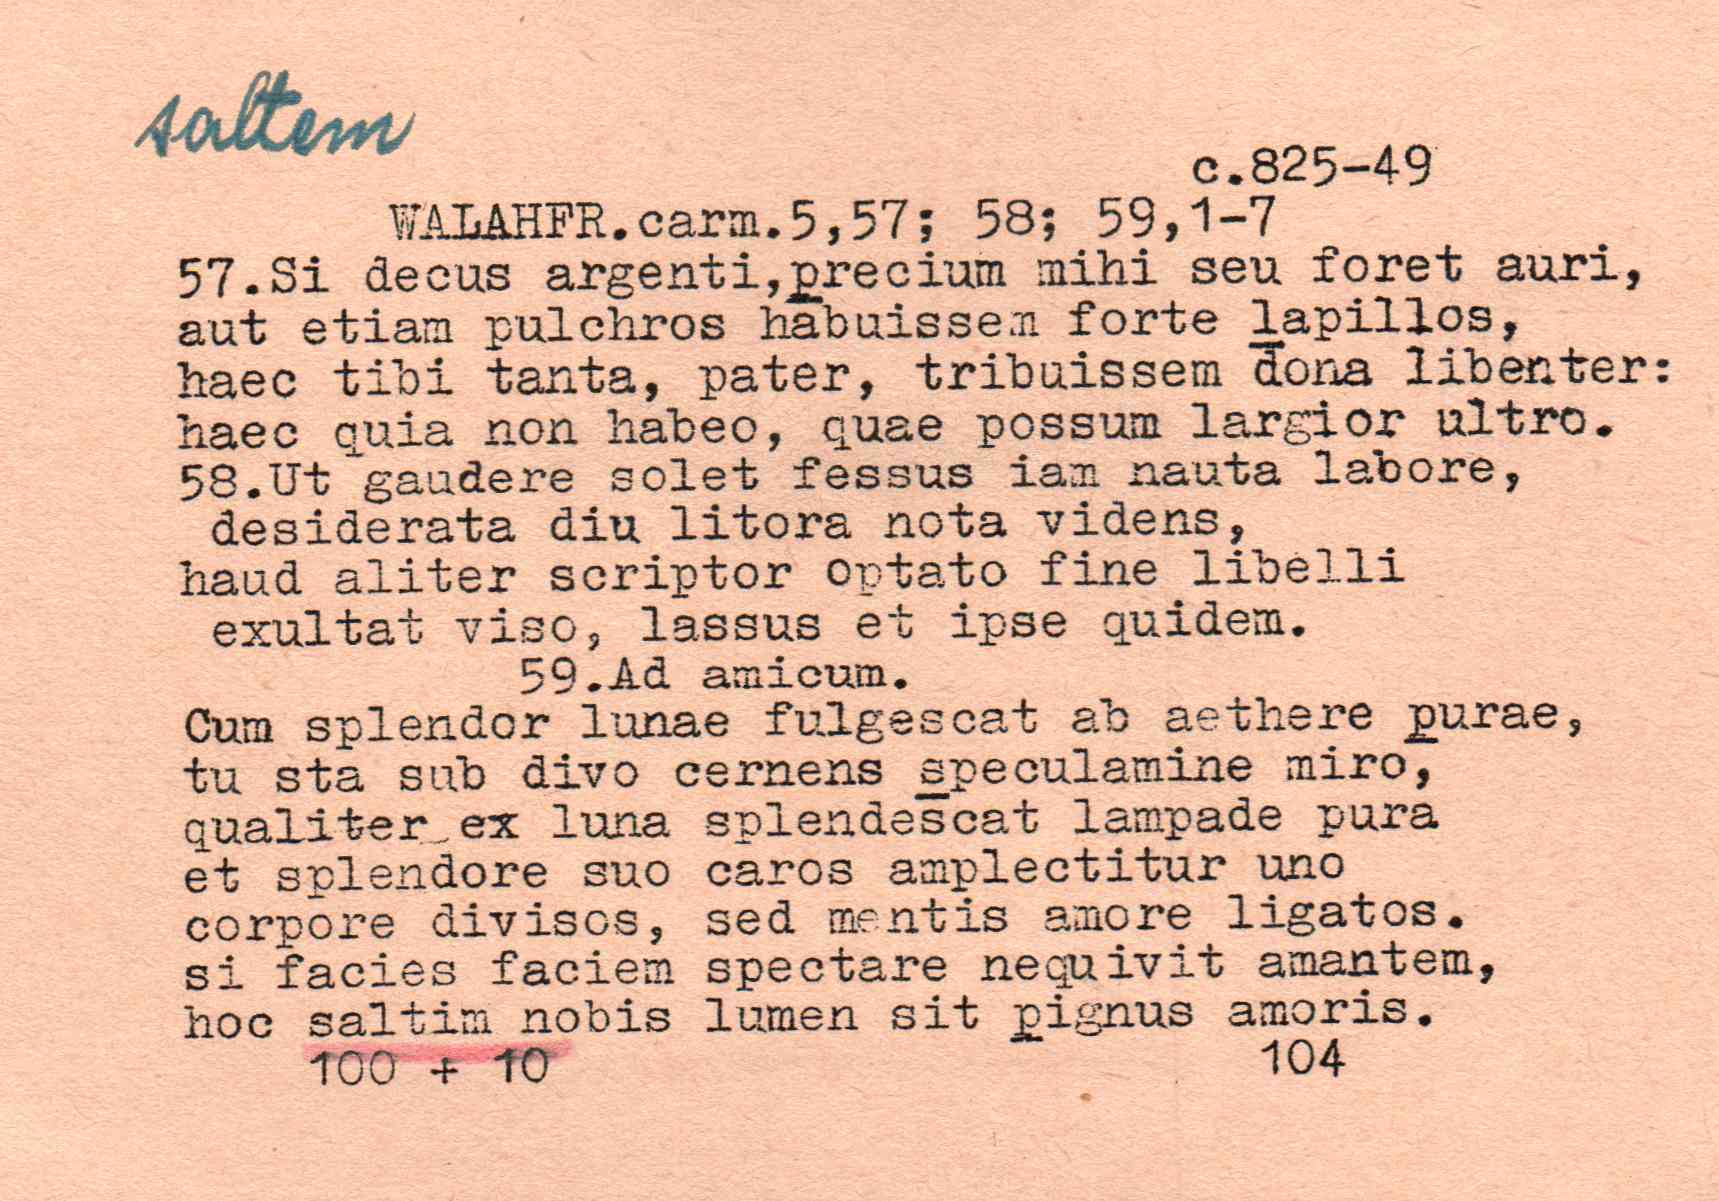 saltem
c.825-49
WALAHFR.carm.5,57; 58; 59,1-7
57.Si decus argenti,precium mihi seu foret auri,
aut etiam pulchros habuissem forte lapillos,
haec tibi tanta, pater, tribuissem dona libenter:
haec quia non habeo, quae possum largior ultro.
58.Ut gaudere solet fessus iam nauta labore,
desiderata diu litora nota videns,
haud aliter scriptor optato fine libelli
exultat viso, lassus et ipse quidem.
59.Ad amicum.
Cum splendor lunae fulgescat ab aethere purae,
tu sta sub divo cernens speculamine miro,
qualiter ex luna splendescat lampade pura
et splendore suo caros amplectitur uno
corpore divisos, sed mentis amore ligatos.
si facies faciem spectare nequivit amantem,
hoc saltim nobis lumen sit pignus amoris.
100 + 10 104